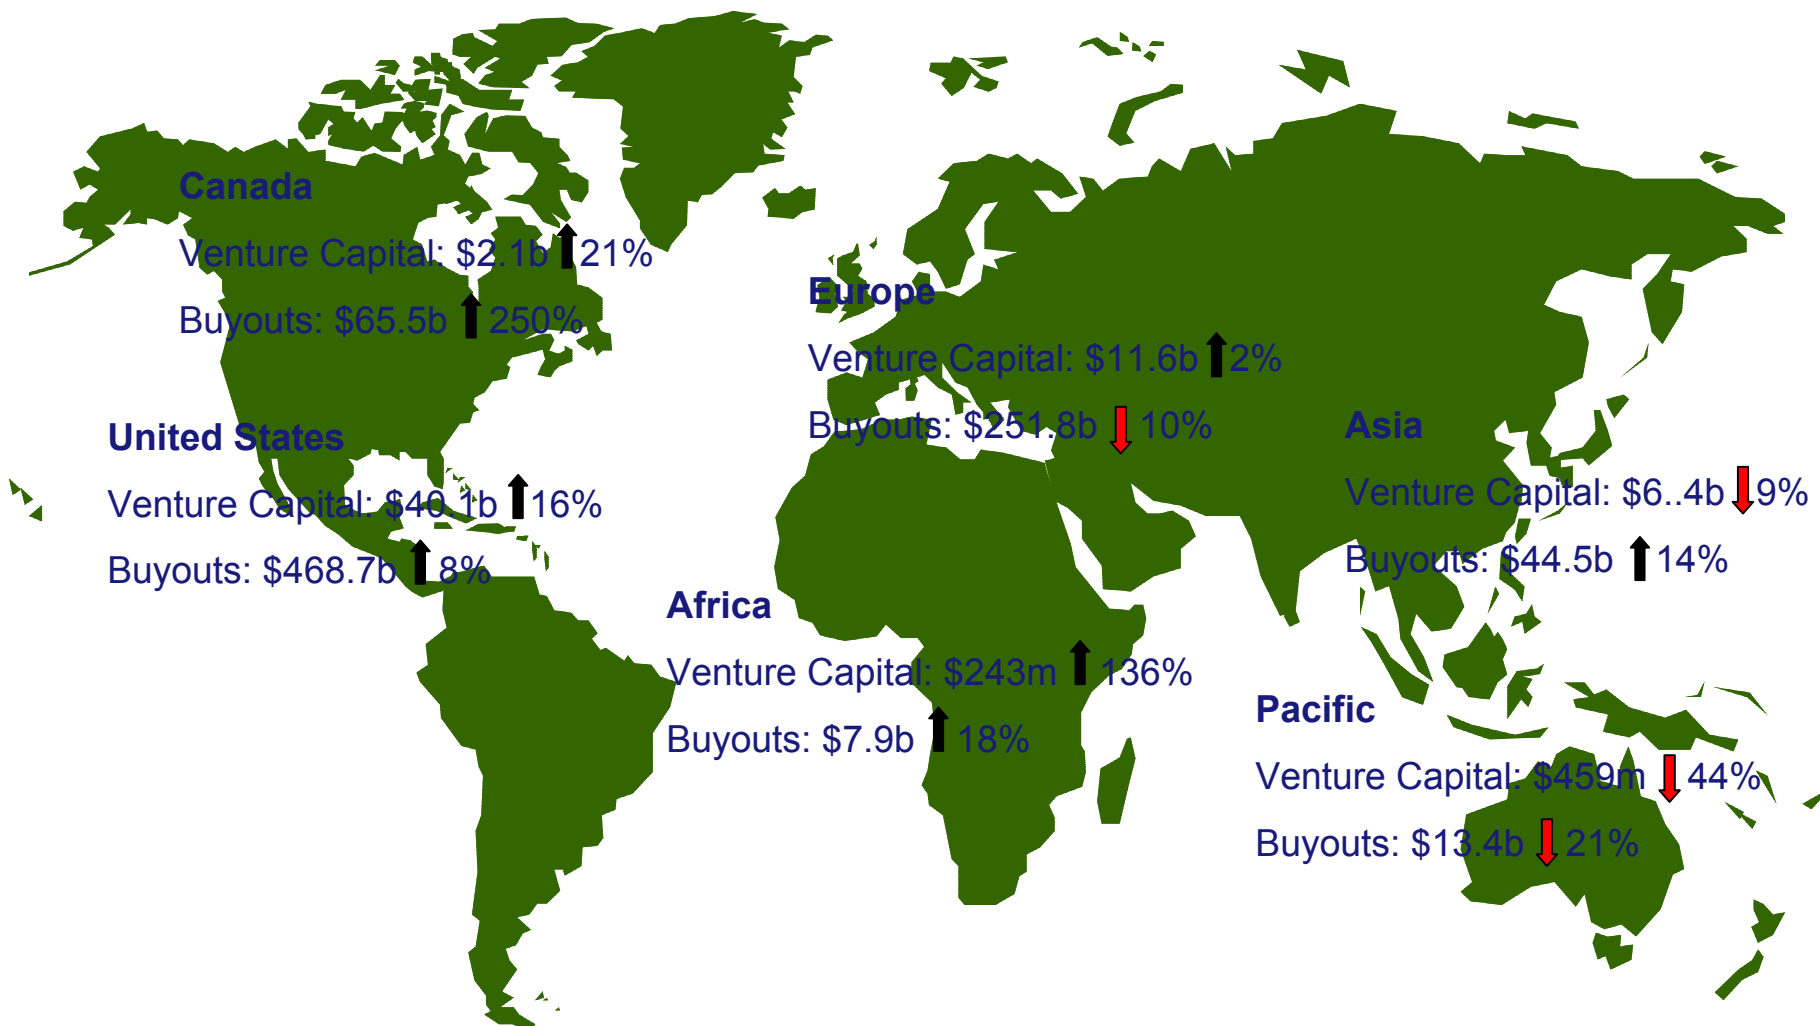 Canada
Venture Capital: $2.1b 21%
Buyouts: $65.5b 250%
Europe
Venture Capital: $11.6b 2%
Buyouts: $251.8b 10%
United States
Venture Capital: $40.1b 16%
Buyouts: $468.7b 8%
Asia
Venture Capital: $6..4b 9%
Buyouts: $44.5b 14%
Africa
Venture Capital: $243m 136%
Buyouts: $7.9b 18%
Pacific
Venture Capital: $459m 44%
Buyouts: $13.4b 21%